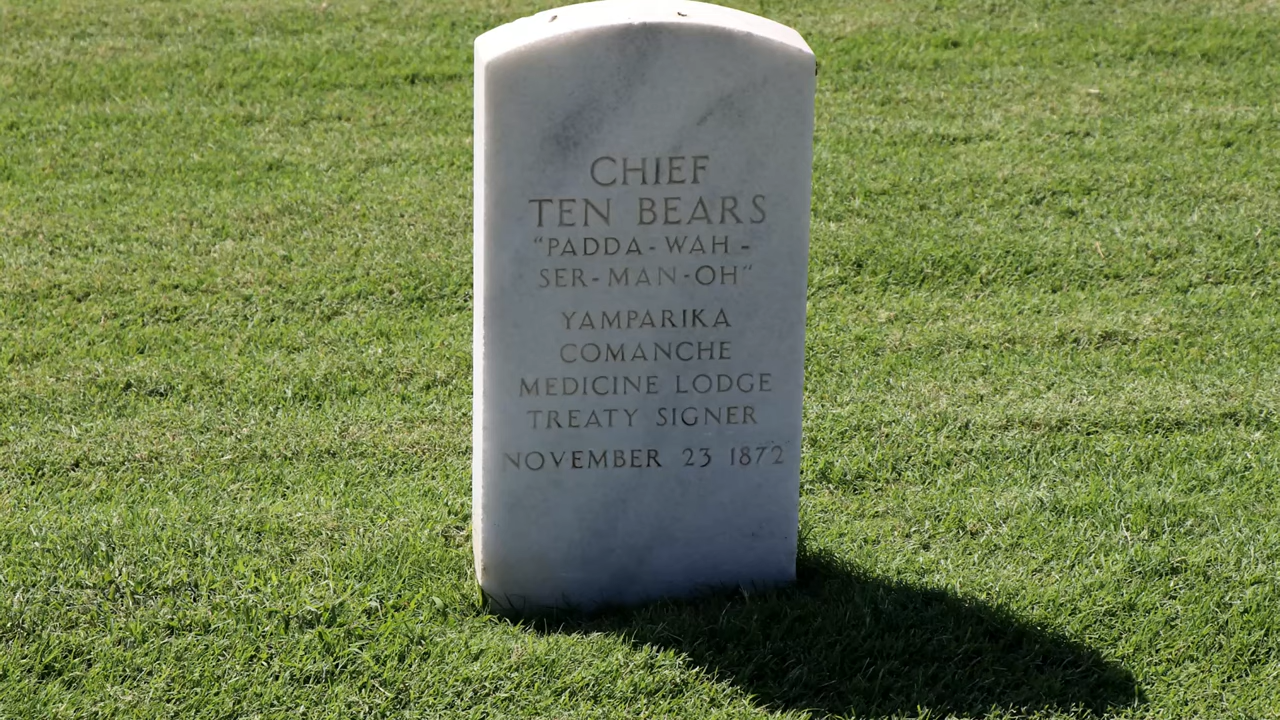 CHIEF
TEN BEARS
"PADDA-WAH-
SER-MAN-OH"
YAMPARIKA
COMANCHE
MEDICINE LODGE
TREATY SIGNER
NOVEMBER 23 1872